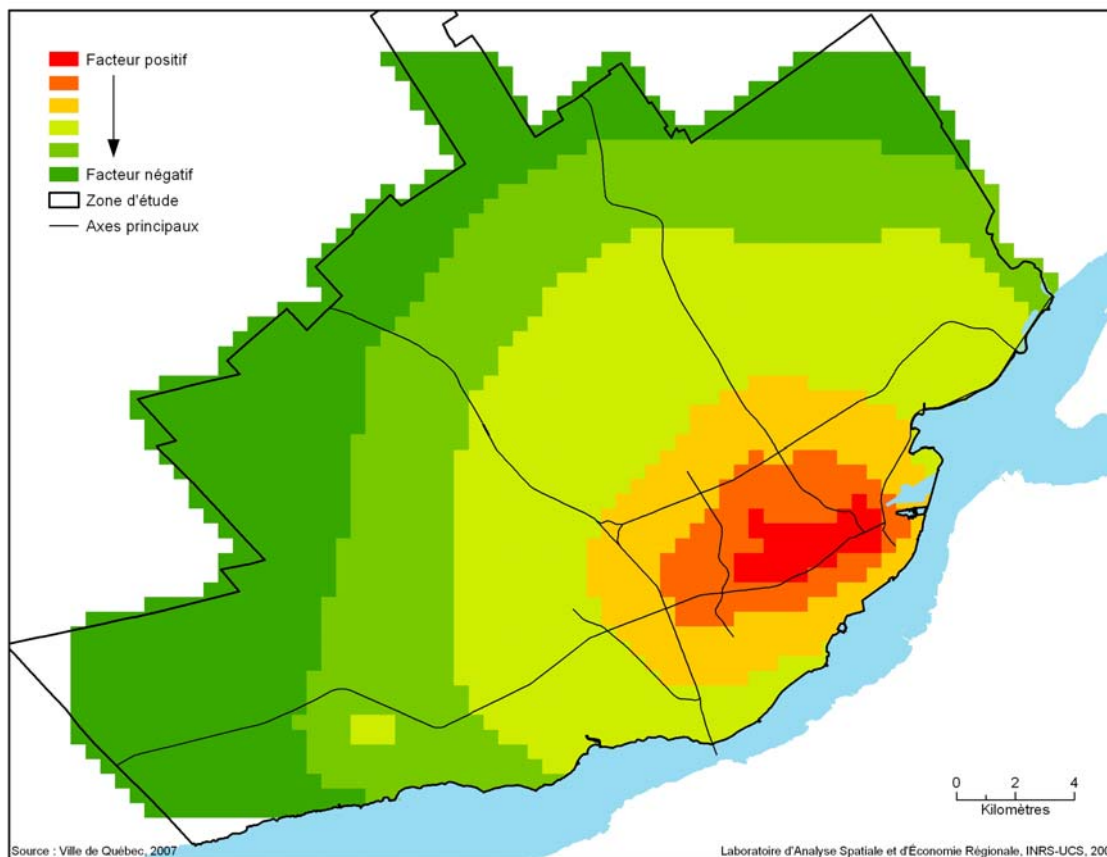 Facteur positif
Facteur négatif
Zone d'étude
Axes principaux
0 2 4
Kilomètres
Source : Ville de Québec, 2007
Laboratoire d'Analyse Spatiale et d'Économie Régionale, INRS-UCS, 200